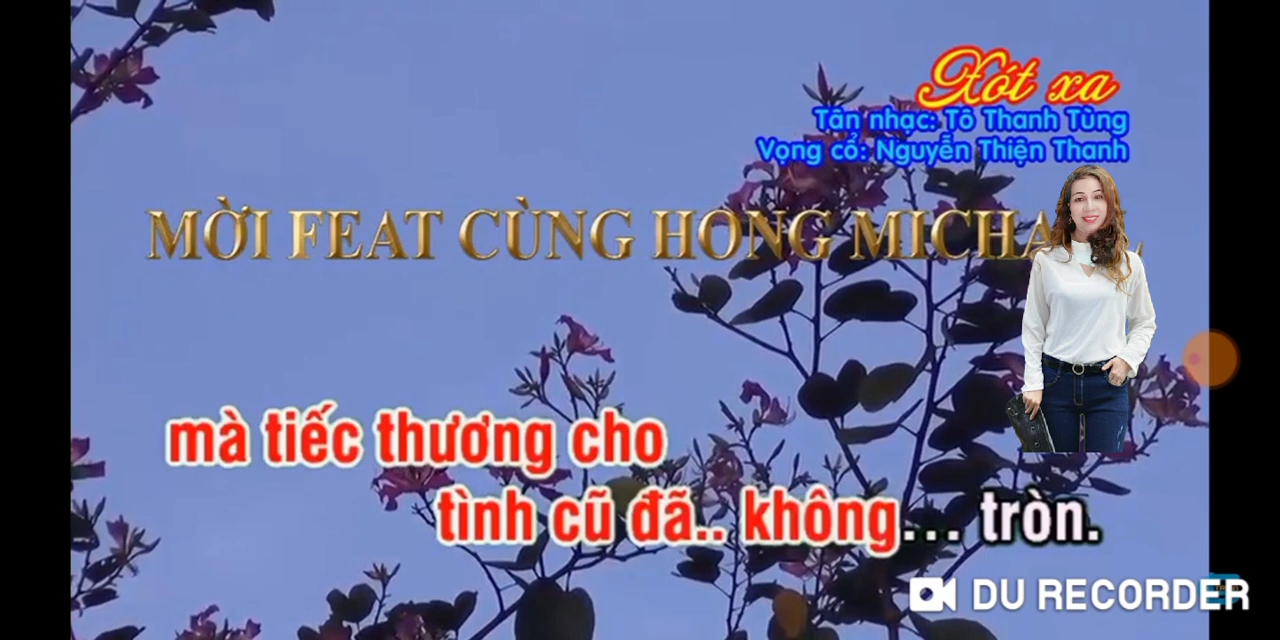 Xót xa
Tân nhạc: Tô Thanh Tùng
Vọng cổ: Nguyễn Thiện Thanh
MỜI FEAT CÙNG HONG
mà tiếc thương cho
tình cũ đã.. không... tròn.
DU RECORDER